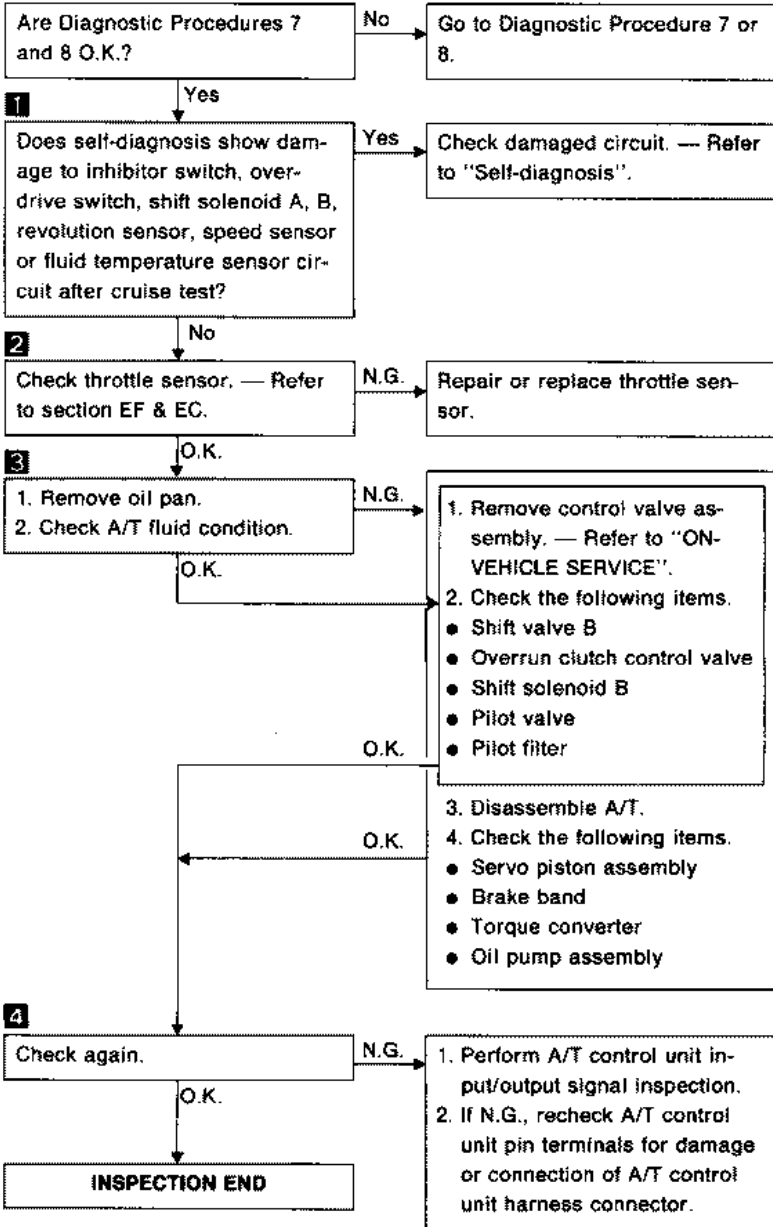 Are Diagnostic Procedures 7
and 8 O.K.?
No
Go to Diagnostic Procedure 7 or
8.
Yes
1
Does self-diagnosis show dam-
age to inhibitor switch, over-
drive switch, shift solenoid A, B,
revolution sensor, speed sensor
or fluid temperature sensor cir-
cuit after cruise test?
Yes
Check damaged circuit. — Refer
to "Self-diagnosis".
No
2
Check throttle sensor. — Refer
to section EF & EC.
N.G.
Repair or replace throttle sen-
sor.
O.K.
3
1. Remove oil pan.
2. Check A/T fluid condition.
N.G.
O.K.
1. Remove control valve as-
sembly. — Refer to "ON-
VEHICLE SERVICE".
2. Check the following items.
● Shift valve B
● Overrun clutch control valve
● Shift solenoid B
● Pilot valve
● Pilot filter
O.K.
3. Disassemble A/T.
4. Check the following items.
● Servo piston assembly
● Brake band
● Torque converter
● Oil pump assembly
O.K.
4
Check again.
N.G.
1. Perform A/T control unit in-
put/output signal inspection.
2. If N.G., recheck A/T control
unit pin terminals for damage
or connection of A/T control
unit harness connector.
O.K.
INSPECTION END